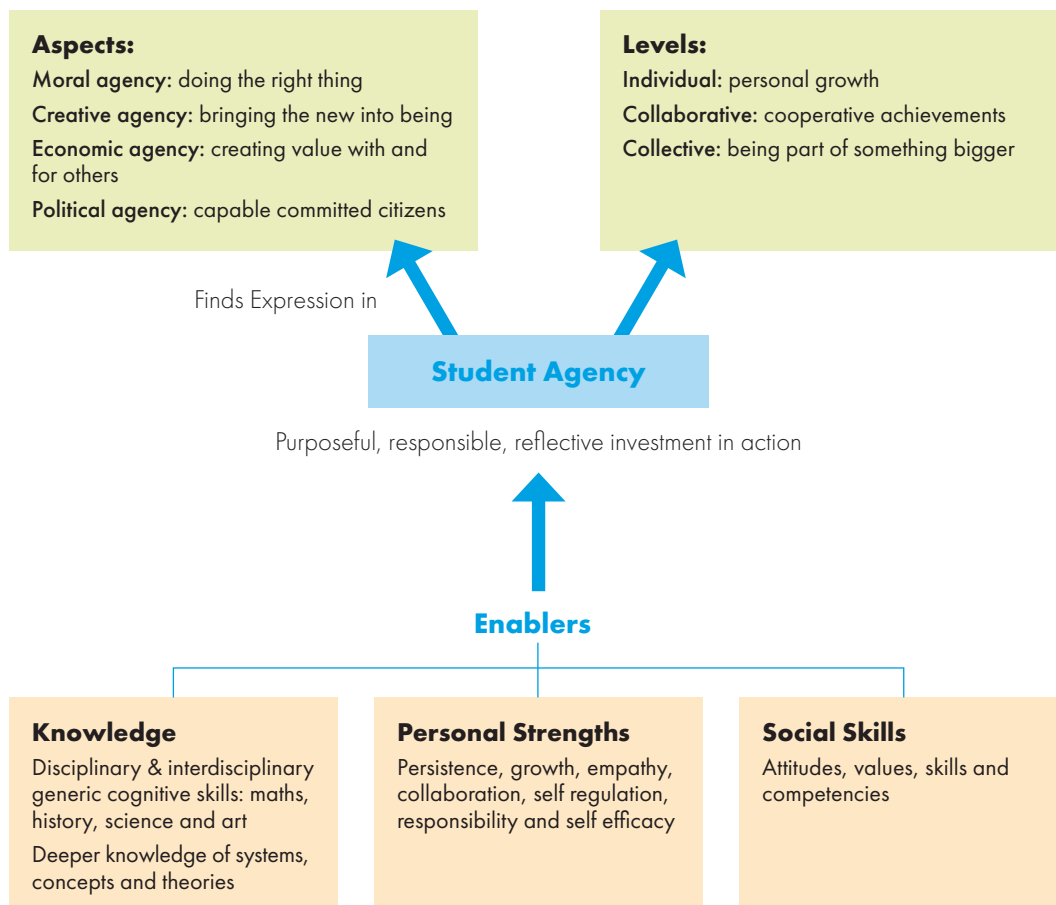 Aspects:
Moral agency: doing the right thing
Creative agency: bringing the new into being
Economic agency: creating value with and
for others
Political agency: capable committed citizens
Levels:
Individual: personal growth
Collaborative: cooperative achievements
Collective: being part of something bigger
Finds Expression in
Student Agency
Purposeful, responsible, reflective investment in action
Enablers
Knowledge
Disciplinary & interdisciplinary
generic cognitive skills: maths,
history, science and art
Deeper knowledge of systems,
concepts and theories
Personal Strengths
Persistence, growth, empathy,
collaboration, self regulation,
responsibility and self efficacy
Social Skills
Attitudes, values, skills and
competencies